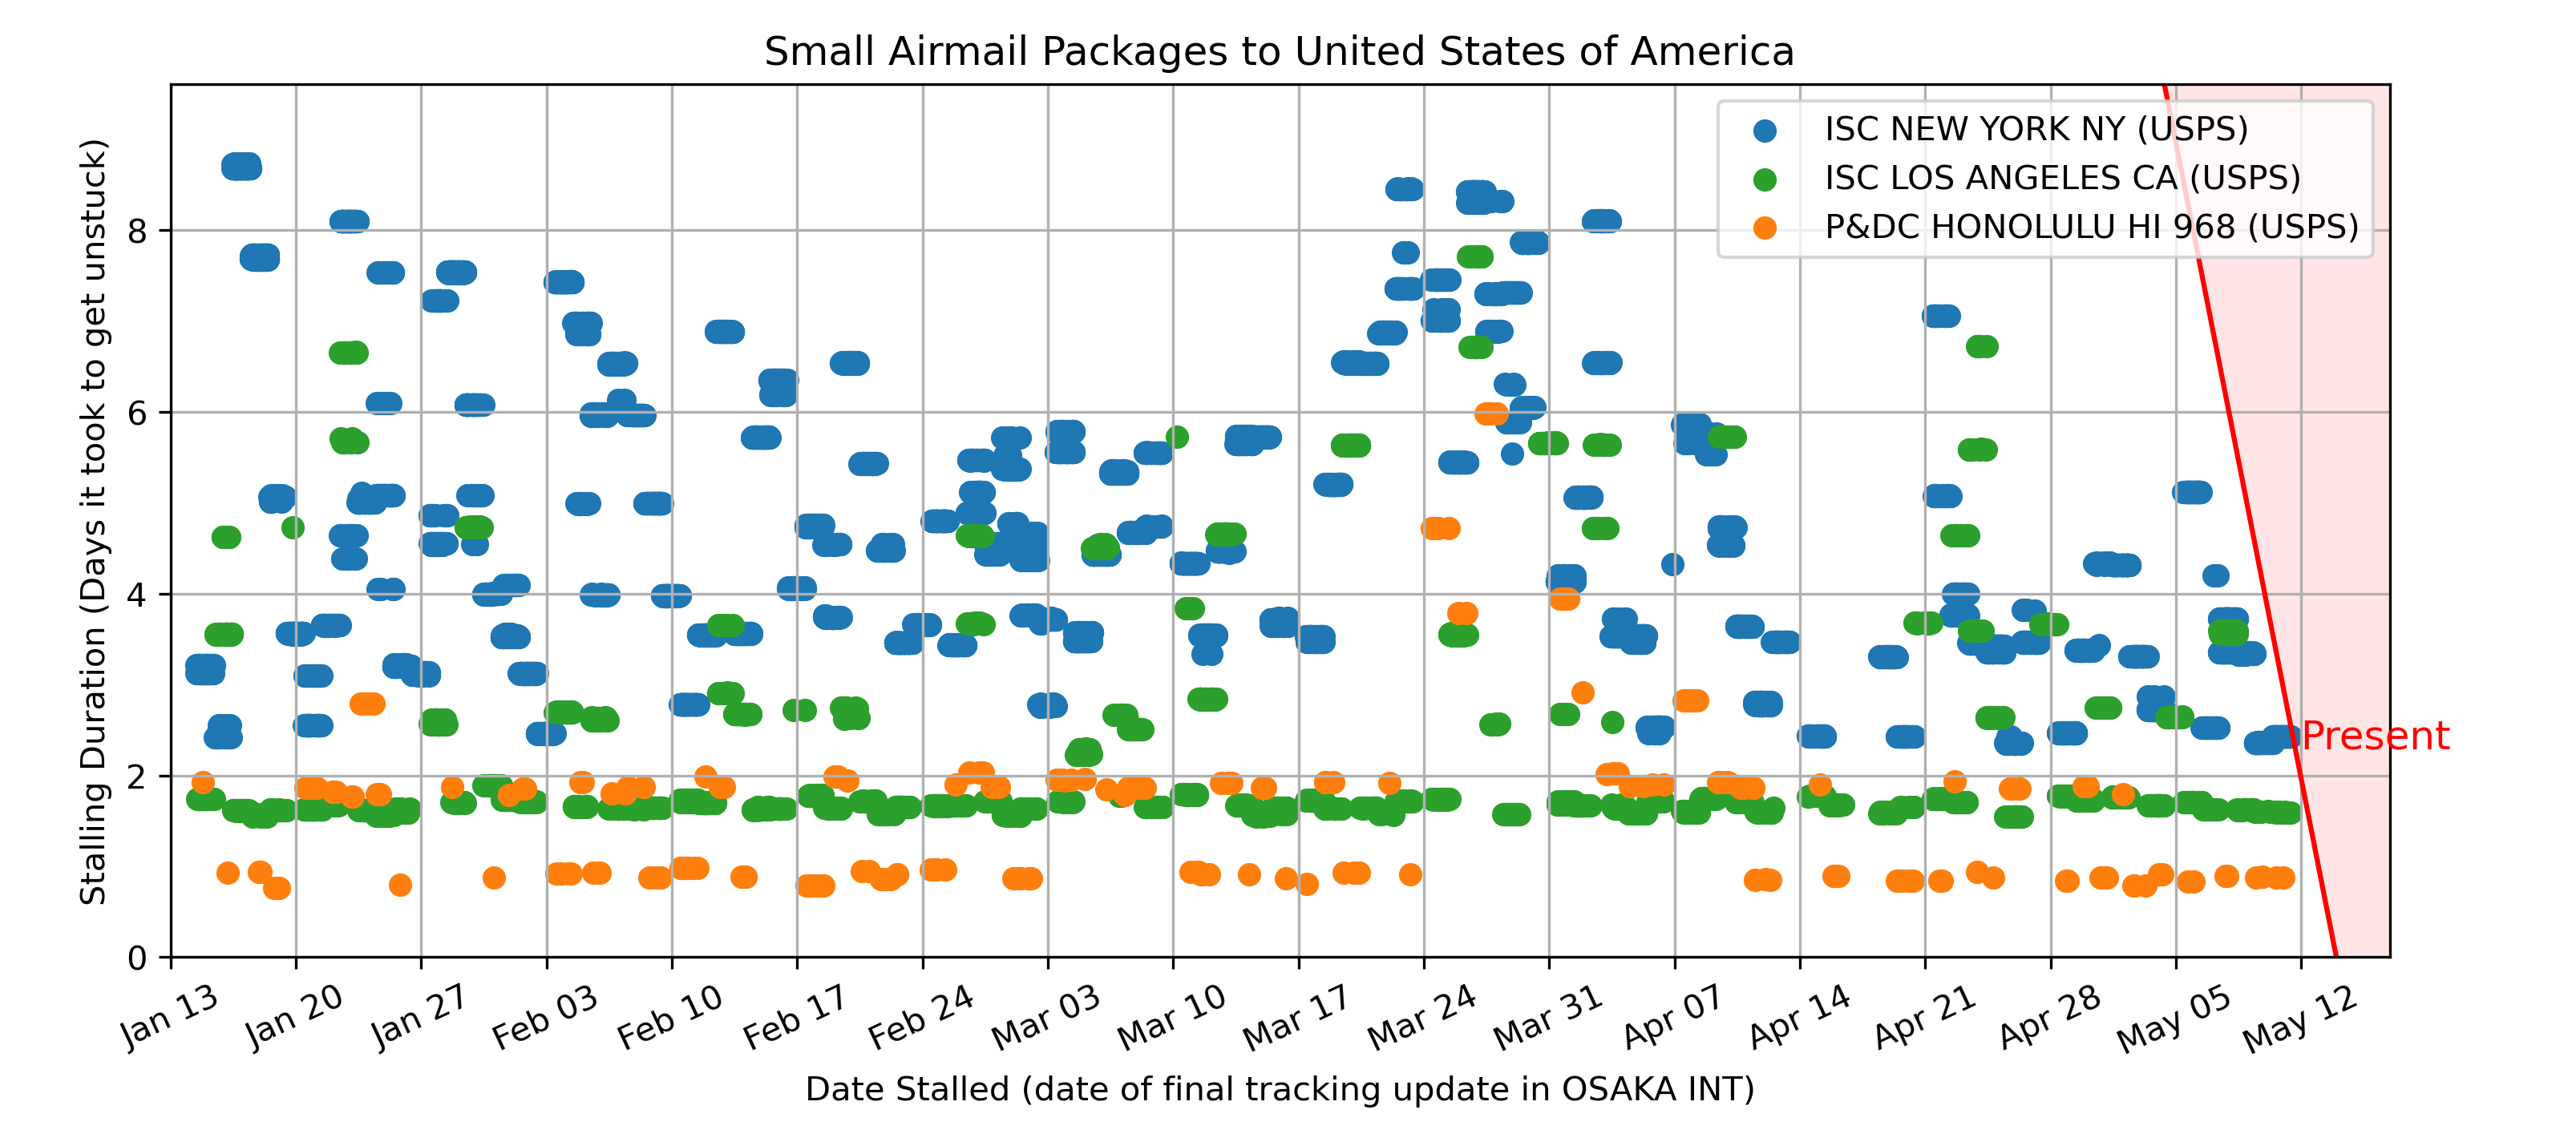 Small Airmail Packages to United States of America
ISC NEW YORK NY (USPS)
ISC LOS ANGELES CA (USPS)
P&DC HONOLULU HI 968 (USPS)
Stalling Duration (Days it took to get unstuck)
8
6
4
2
0
Present
Jan 13
Jan 20
Jan 27
Feb 03
Feb 10
Feb 17
Feb 24
Mar 03
Mar 10
Mar 17
Mar 24
Mar 31
Apr 07
Apr 14
Apr 21
Apr 28
May 05
May 12
Date Stalled (date of final tracking update in OSAKA INT)